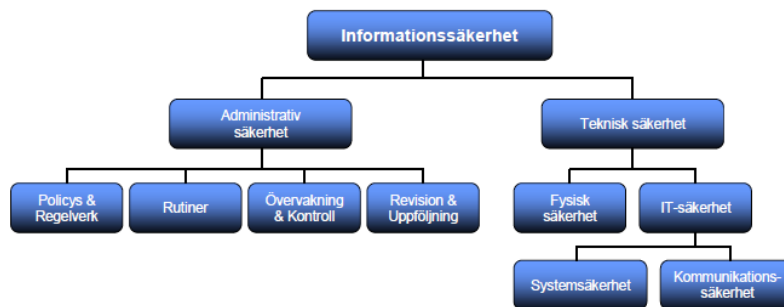 Informationssäkerhet
Administrativ
säkerhet
Teknisk säkerhet
Policys &
Regelverk
Rutiner
Övervakning
& Kontroll
Revision &
Uppföljning
Fysisk
säkerhet
IT-säkerhet
Systemsäkerhet
Kommunikations-
säkerhet